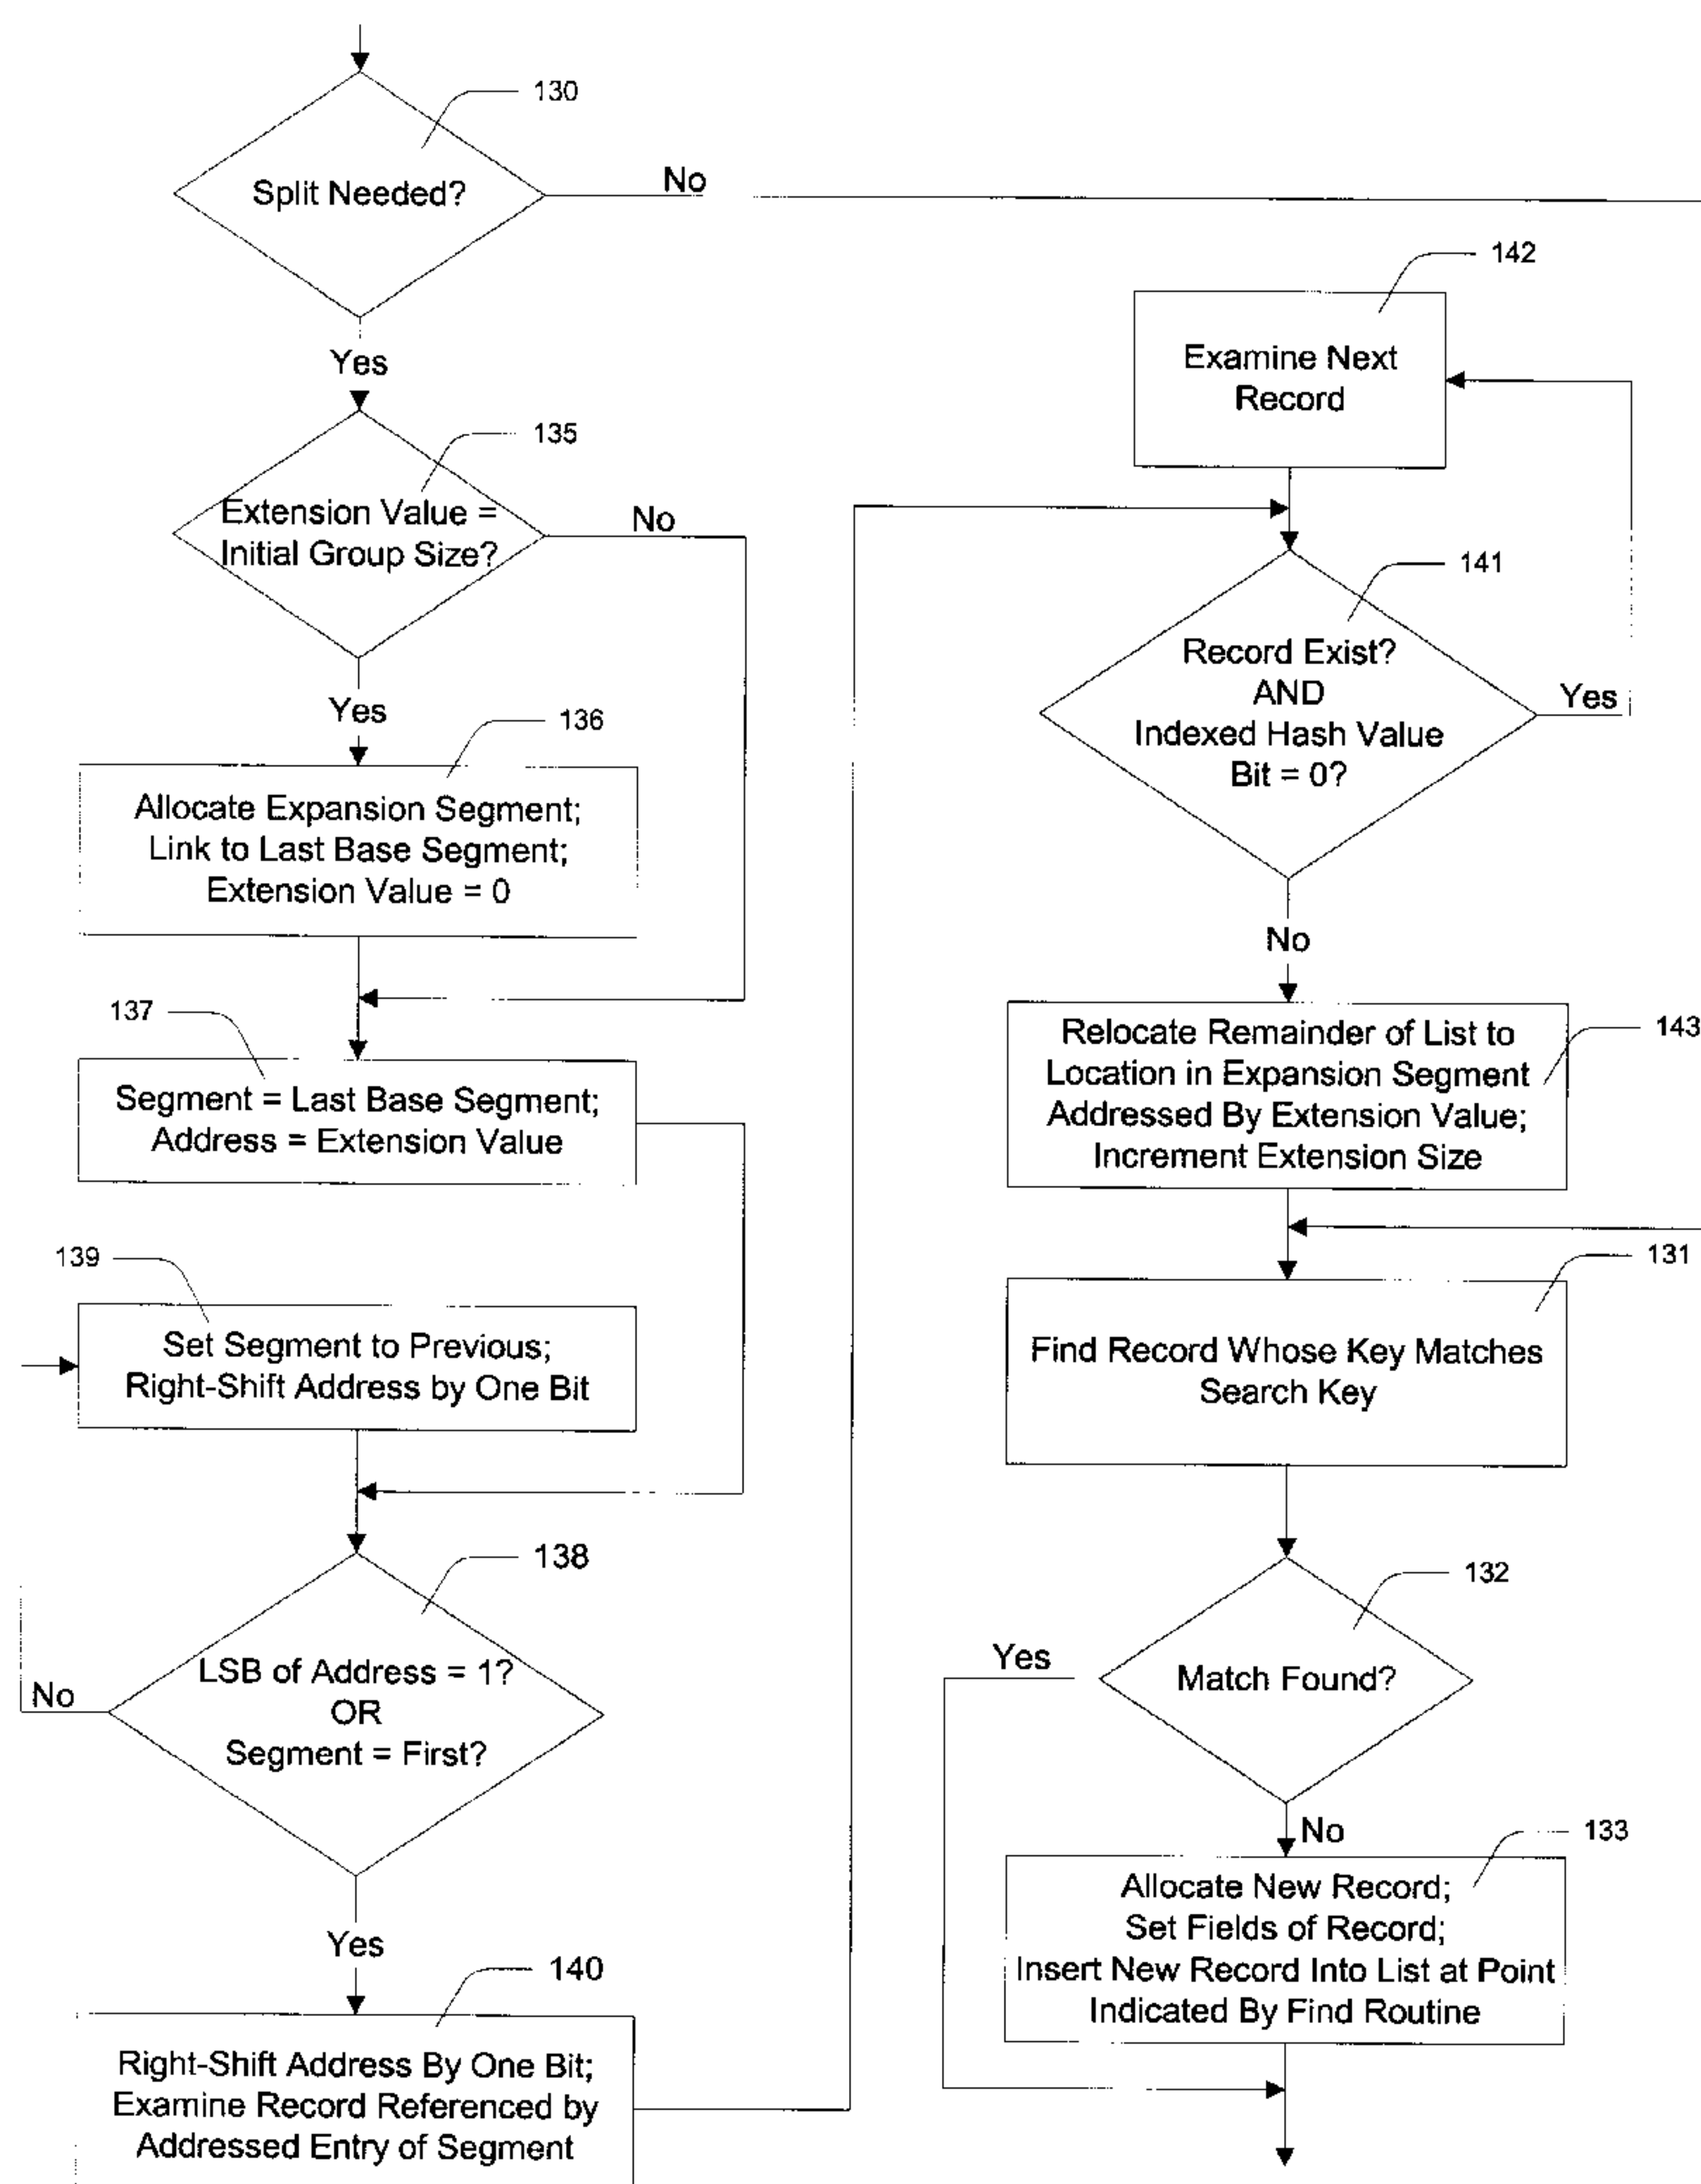 130
Split Needed?
No
Yes
135
Extension Value =
Initial Group Size?
No
Yes
136
Allocate Expansion Segment;
Link to Last Base Segment;
Extension Value = 0
137
Segment = Last Base Segment;
Address = Extension Value
139
Set Segment to Previous;
Right-Shift Address by One Bit
138
LSB of Address = 1?
OR
Segment = First?
No
Yes
140
Right-Shift Address By One Bit;
Examine Record Referenced by
Addressed Entry of Segment
142
Examine Next
Record
141
Record Exist?
AND
Indexed Hash Value
Bit = 0?
Yes
No
143
Relocate Remainder of List to
Location in Expansion Segment
Addressed By Extension Value;
Increment Extension Size
131
Find Record Whose Key Matches
Search Key
132
Match Found?
Yes
No
133
Allocate New Record;
Set Fields of Record;
Insert New Record Into List at Point
Indicated By Find Routine